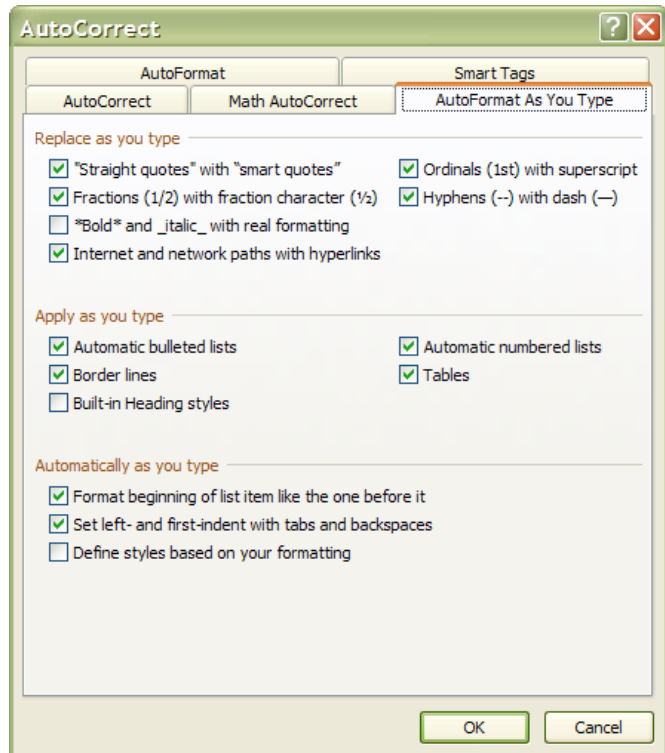 AutoCorrect
AutoFormat Smart Tags
AutoCorrect Math AutoCorrect AutoFormat As You Type
Replace as you type
"Straight quotes" with “smart quotes” Ordinals (1st) with superscript
Fractions (1/2) with fraction character (½) Hyphens (--) with dash (—)
*Bold* and _italic_ with real formatting
Internet and network paths with hyperlinks
Apply as you type
Automatic bulleted lists Automatic numbered lists
Border lines Tables
Built-in Heading styles
Automatically as you type
Format beginning of list item like the one before it
Set left- and first-indent with tabs and backspaces
Define styles based on your formatting
OK Cancel